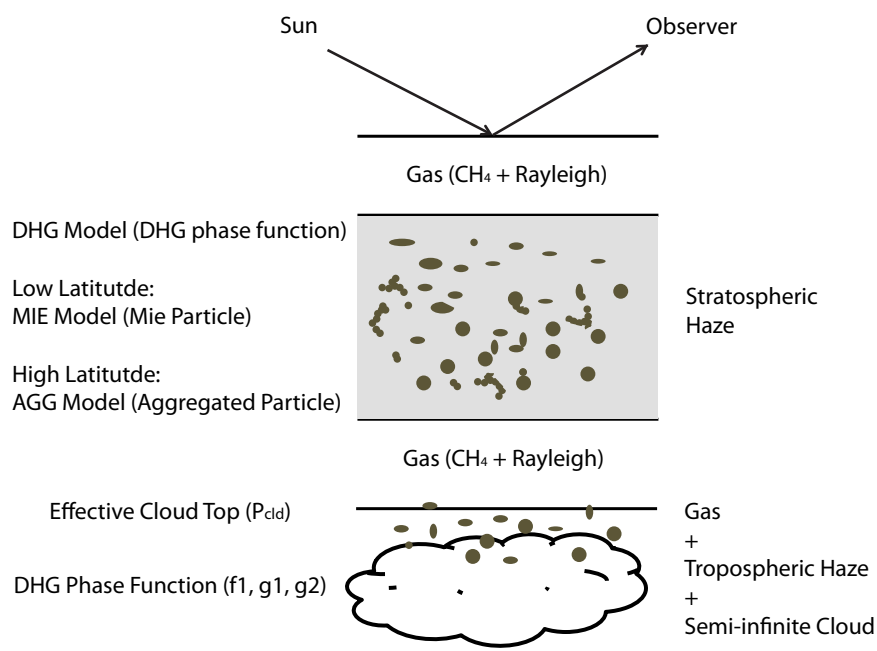 Sun
Observer
Gas (CH₄ + Rayleigh)
DHG Model (DHG phase function)
Low Latitutde:
MIE Model (Mie Particle)
High Latitutde:
AGG Model (Aggregated Particle)
Stratospheric
Haze
Gas (CH₄ + Rayleigh)
Effective Cloud Top (Pcld)
DHG Phase Function (f1, g1, g2)
Gas
+
Tropospheric Haze
+
Semi-infinite Cloud